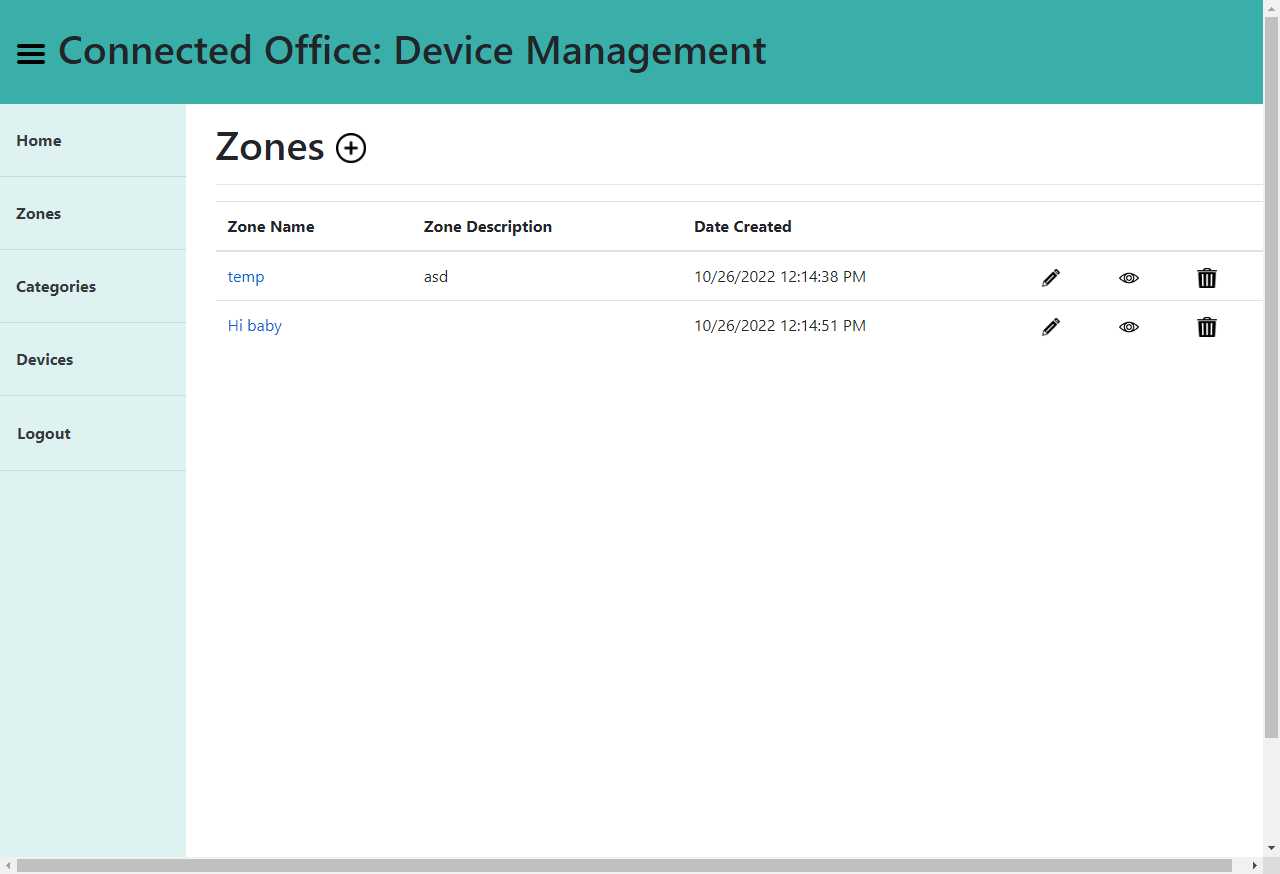 Connected Office: Device Management
Home
Zones
Categories
Devices
Logout
Zones
Zone Name Zone Description Date Created
temp asd 10/26/2022 12:14:38 PM
Hi baby 10/26/2022 12:14:51 PM